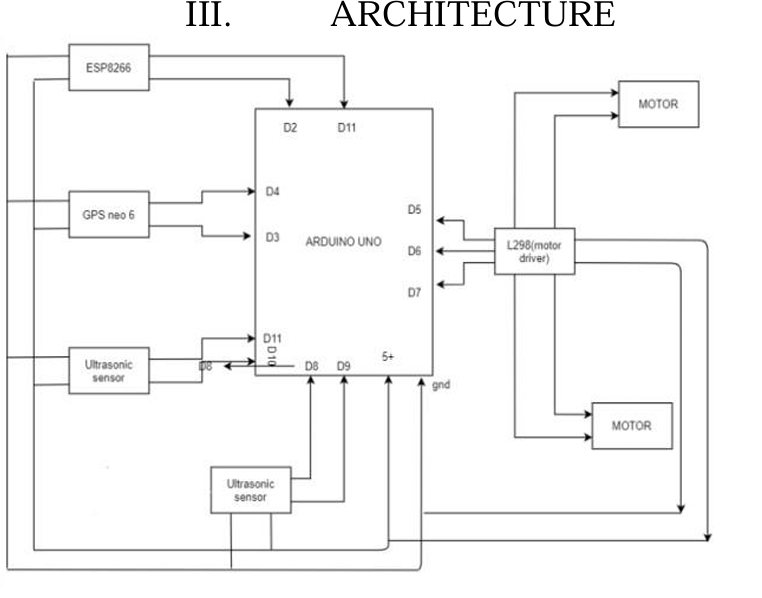 III. ARCHITECTURE
ESP8266
MOTOR
D2 D11
GPS neo 6
D4
D3
ARDUINO UNO
D5
D6
D7
L298(motor
driver)
Ultrasonic
sensor
D11
D10
D8
D8 D9
5+
gnd
MOTOR
Ultrasonic
sensor